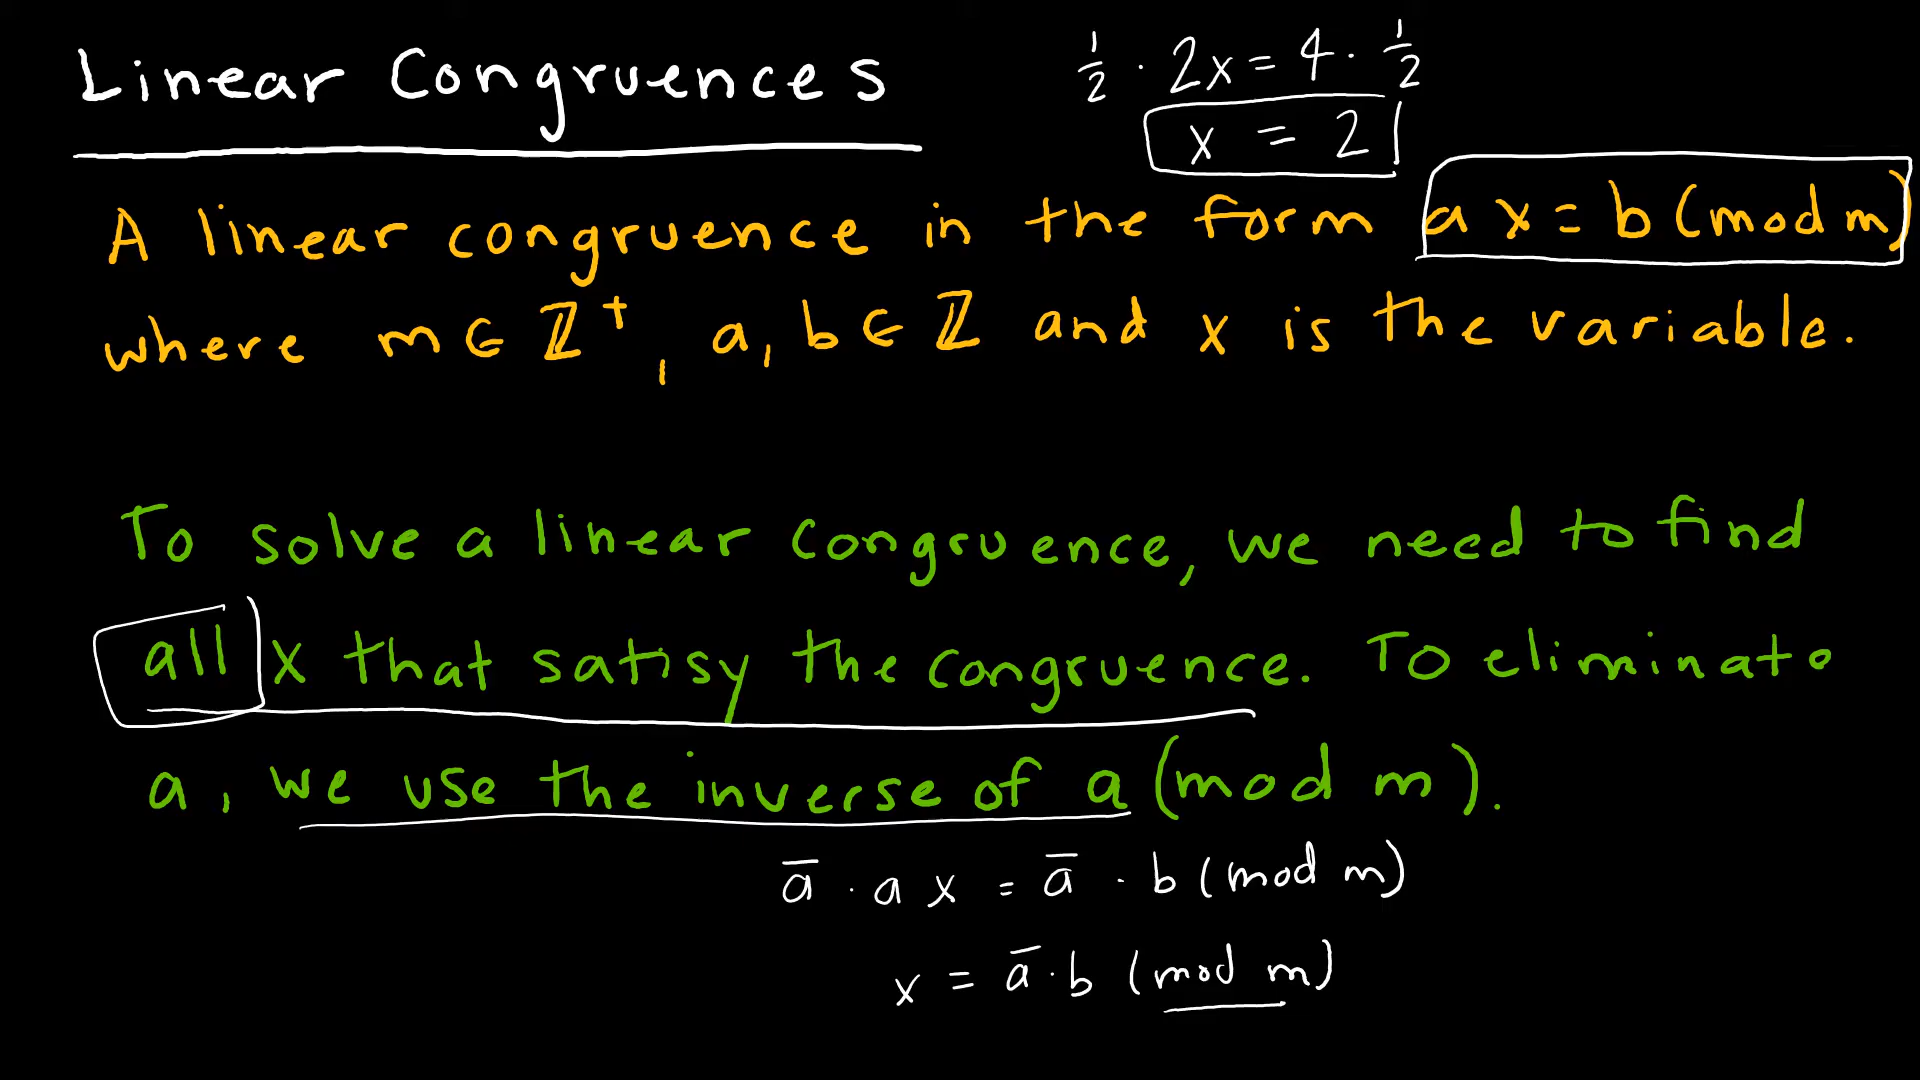 Linear Congruences
1/2 · 2x = 4 · 1/2
x = 2
A linear congruence in the form ax = b (mod m)
where m ∈ ℤ⁺, a, b ∈ ℤ and x is the variable.
To solve a linear congruence, we need to find
all x that satisy the congruence. To eliminate
a, we use the inverse of a (mod m).
a̅ · a x = a̅ · b (mod m)
x = a̅ · b (mod m)